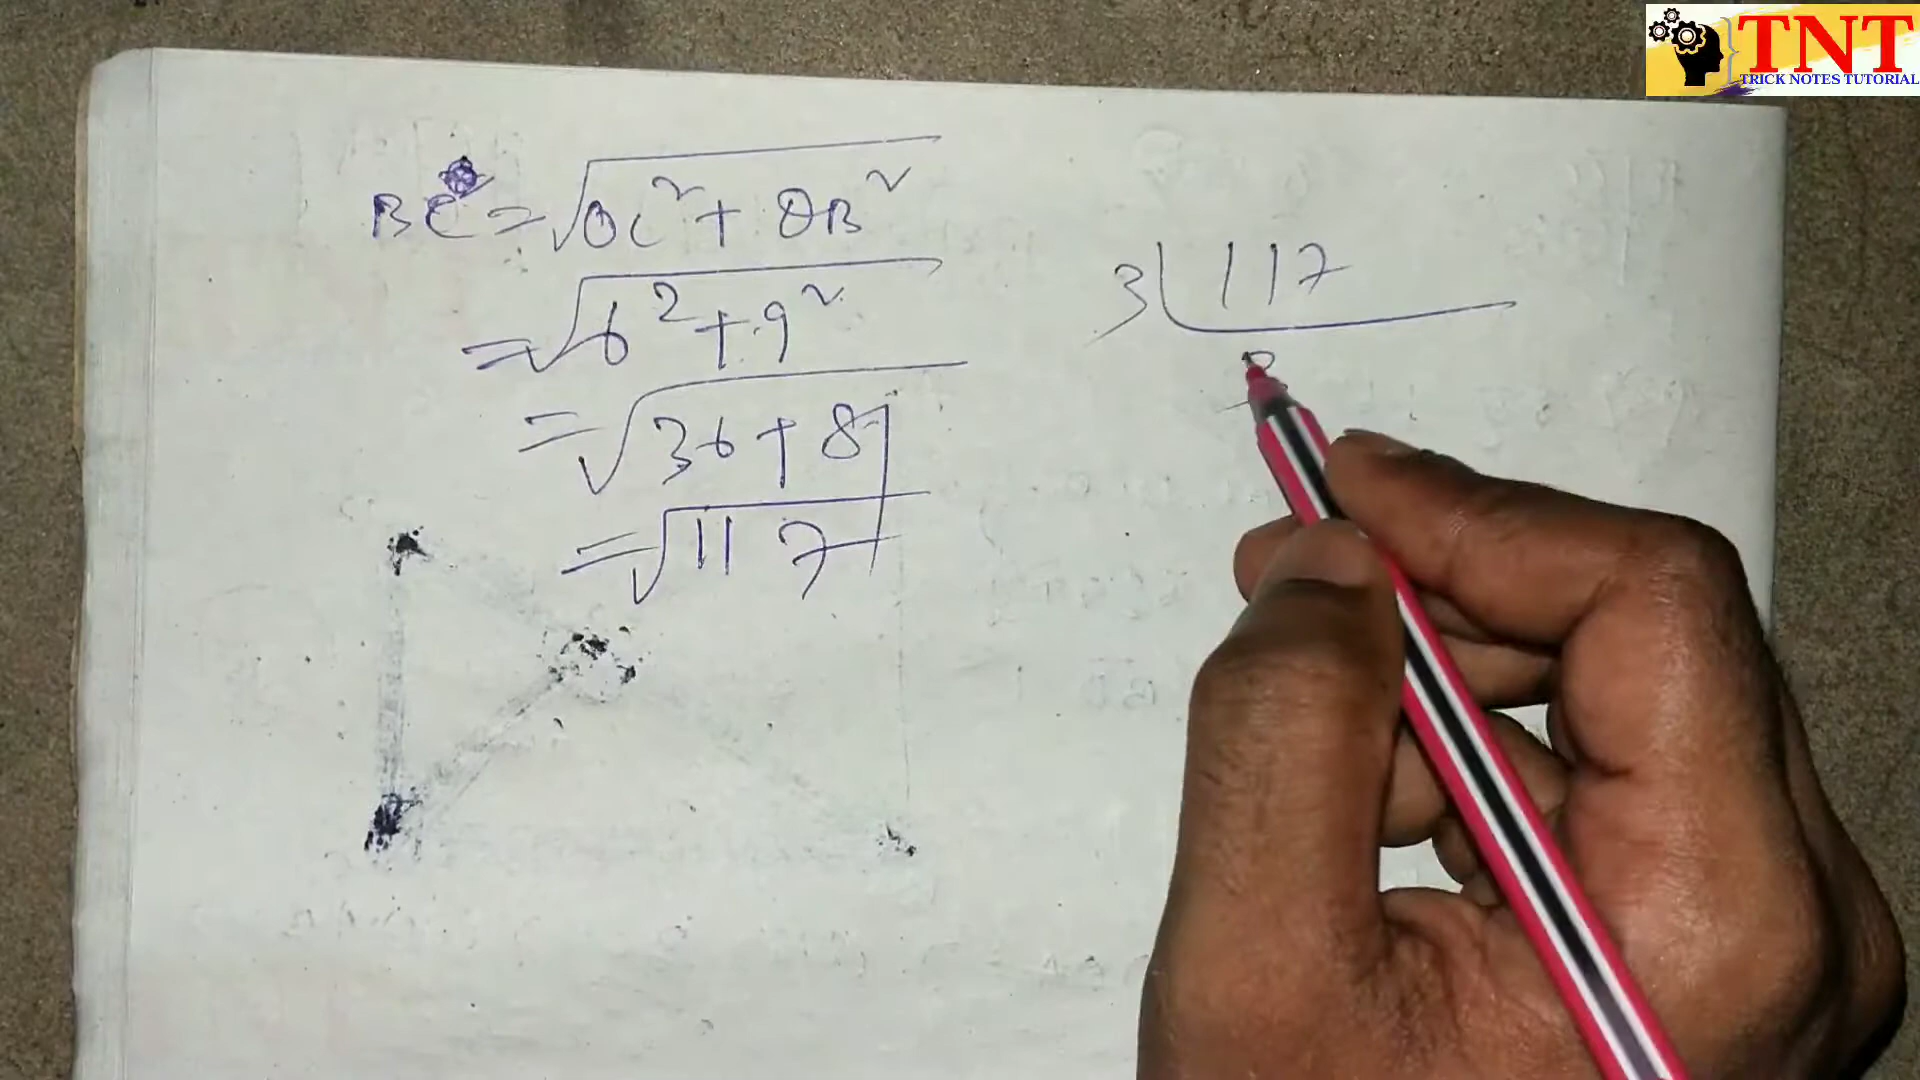 BC = √OC² + OB²
= √6² + 9²
= √36 + 81
= √117
3 117
TNT
TRICK NOTES TUTORIAL